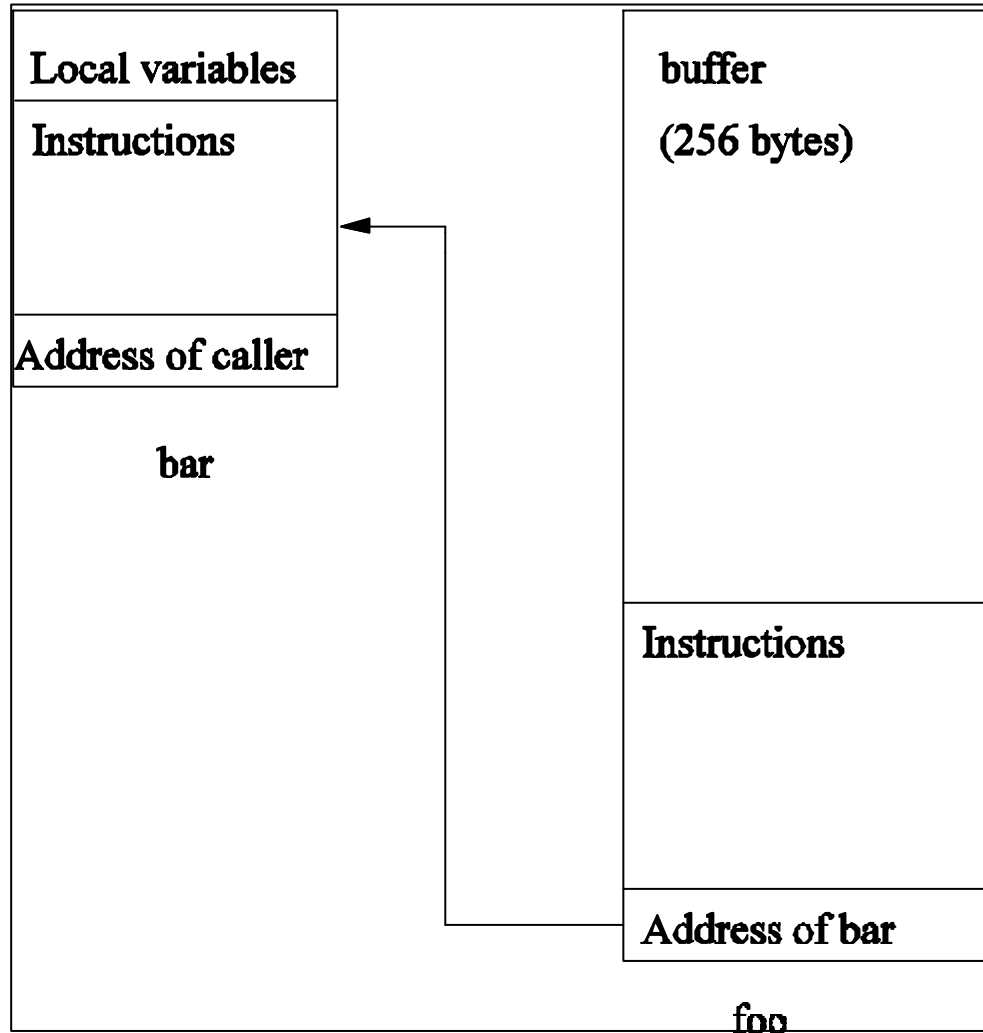 Local variables
Instructions
Address of caller
bar
buffer
(256 bytes)
Instructions
Address of bar
foo